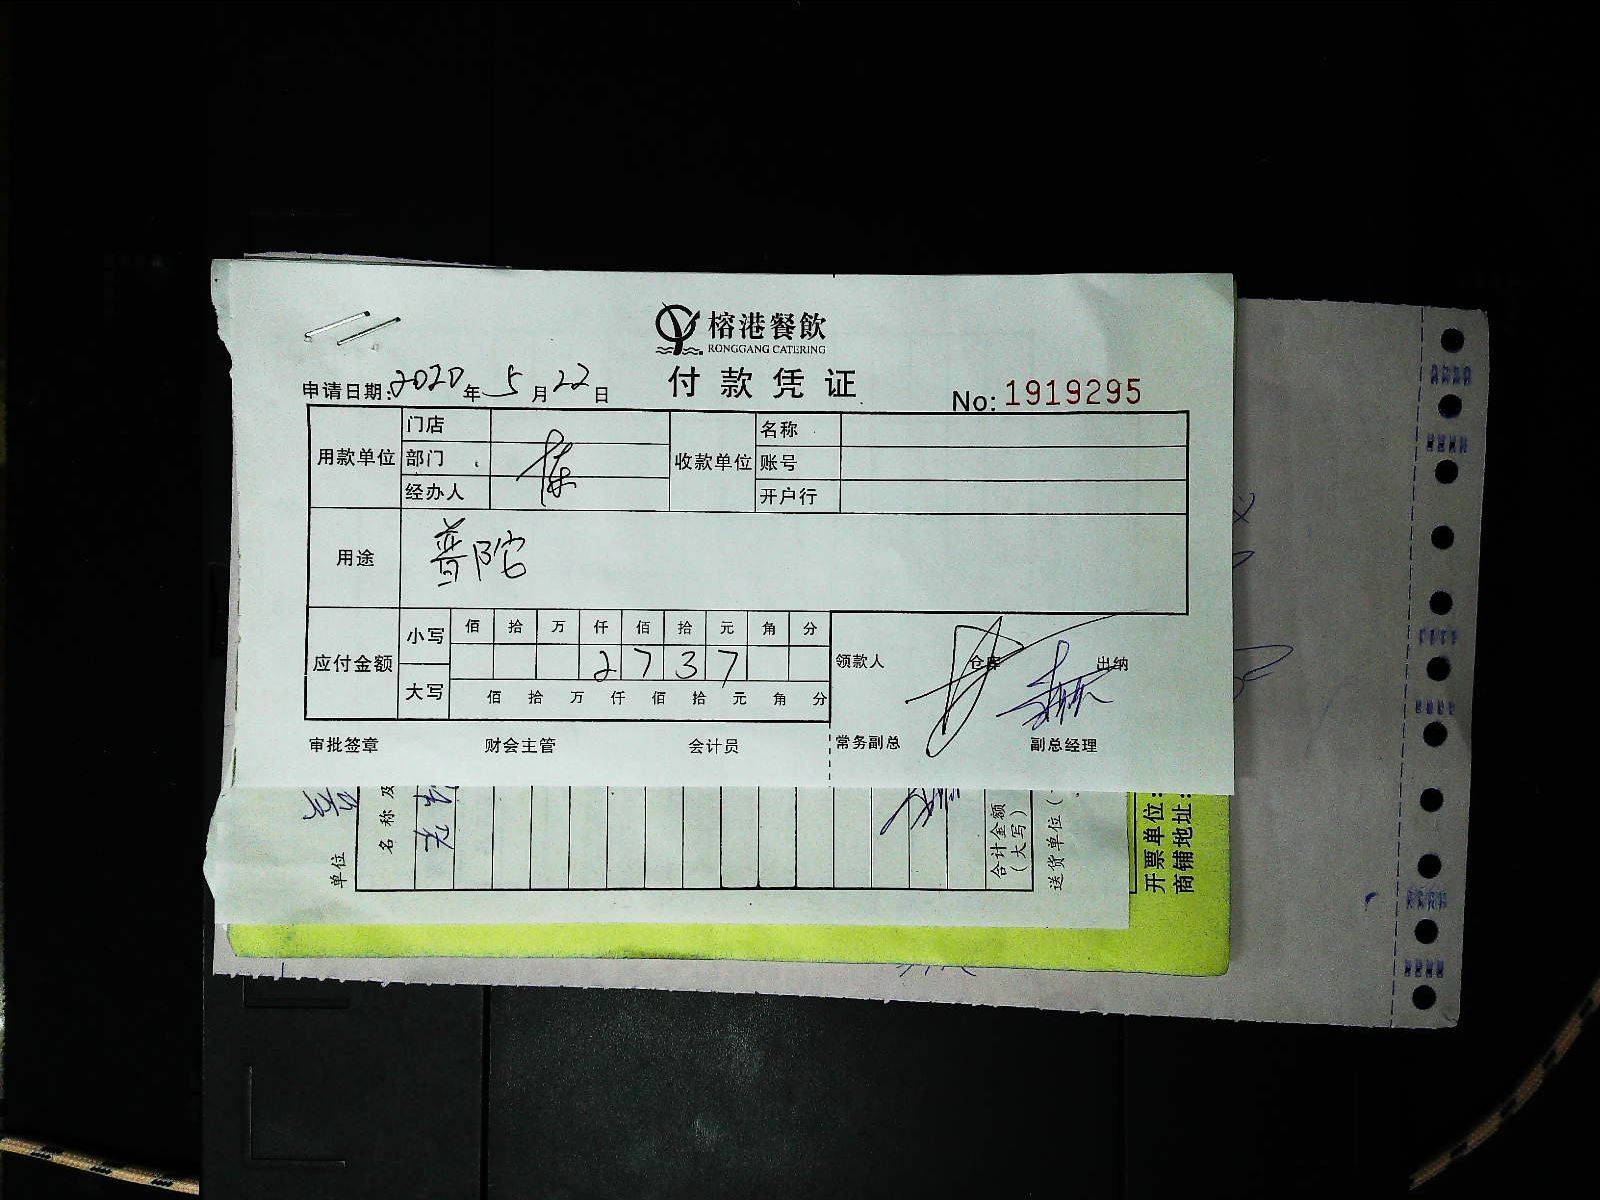 榕港餐飲
RONGGANG CATERING
付款凭证
申请日期:2020年5月22日
No:1919295
用款单位 门店 收款单位 名称
部门 账号
经办人 陈 开户行
用途 普陀
应付金额 小写 佰 拾 万 仟 佰 拾 元 角 分
2 7 3 7
大写 佰 拾 万 仟 佰 拾 元 角 分
领款人 仓库 出纳
审批签章 财会主管 会计员 常务副总 副总经理
单位
名称及
合计金额
(大写)
送货单位(
开票单位:
商铺地址: